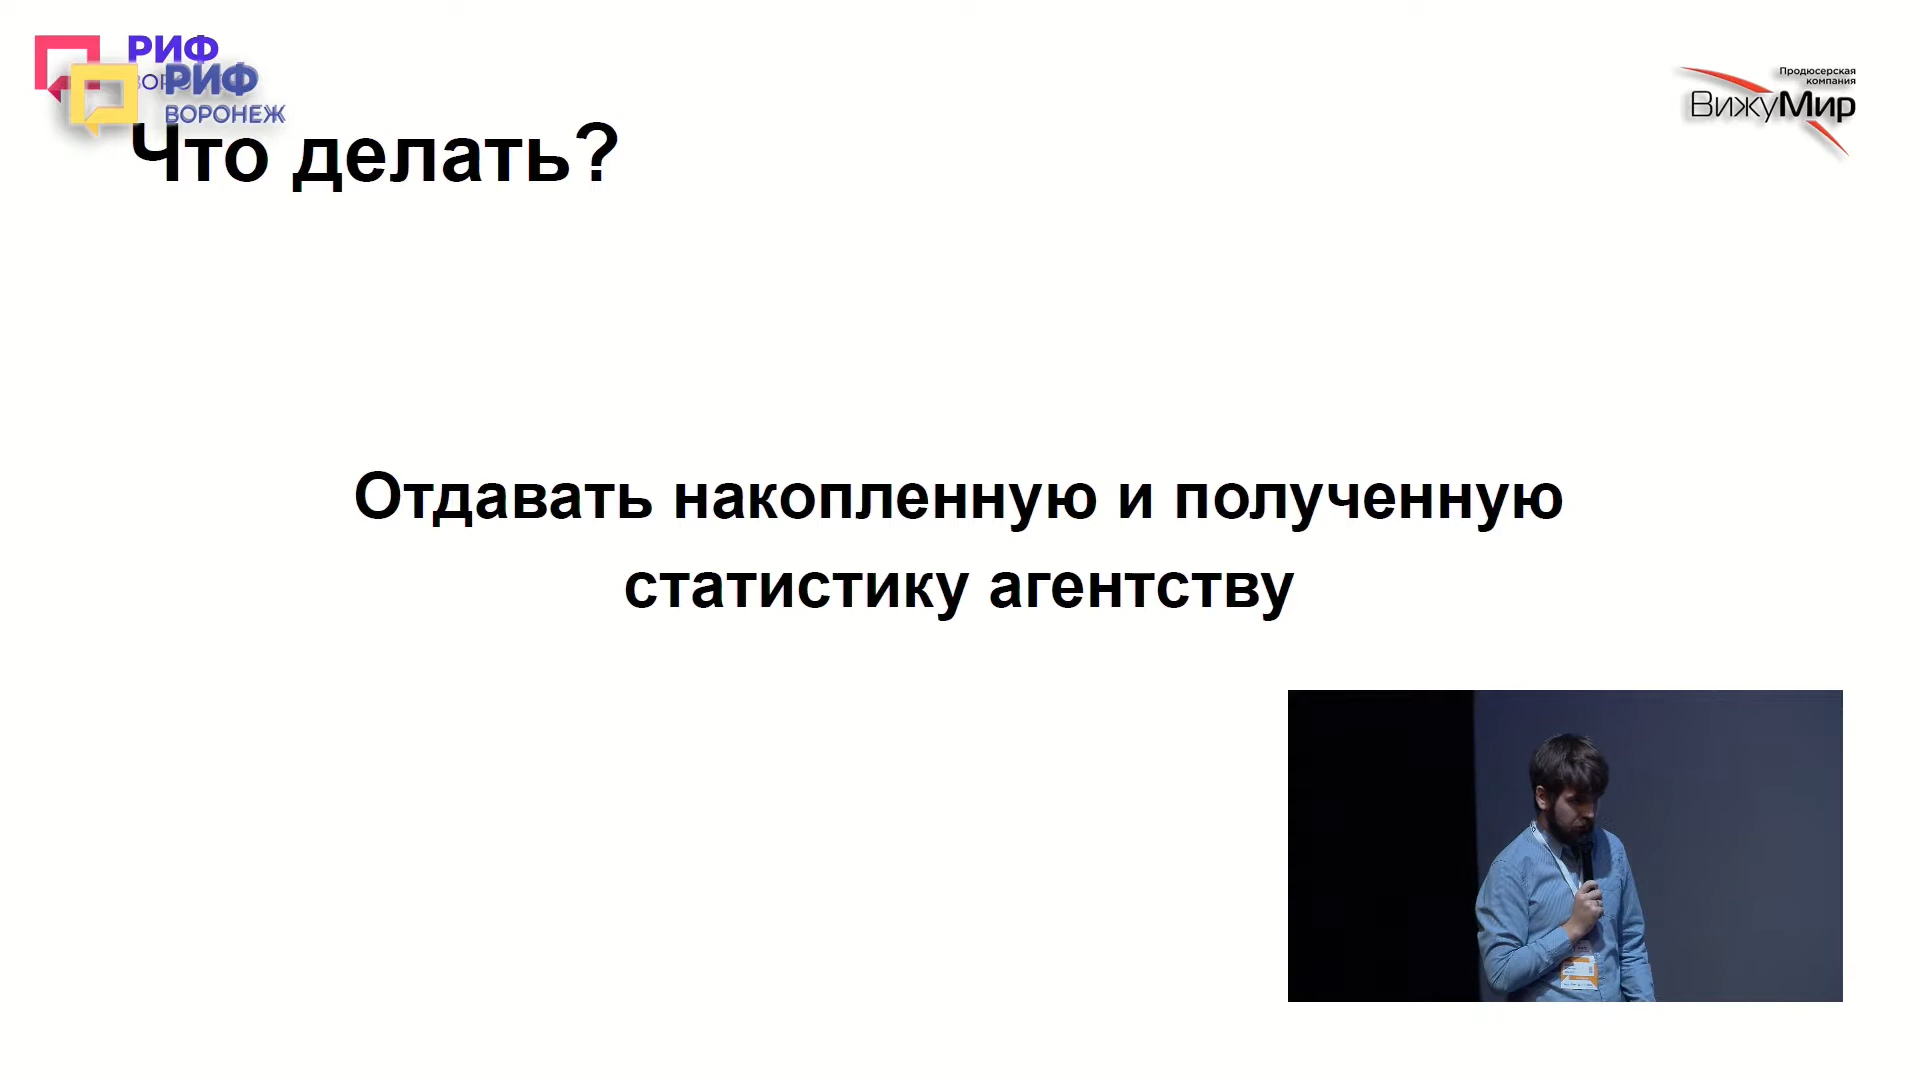 РИФ
РИФ
ВОРОНЕЖ
Продюсерская
компания
ВижуМир
Что делать?
Отдавать накопленную и полученную
статистику агентству